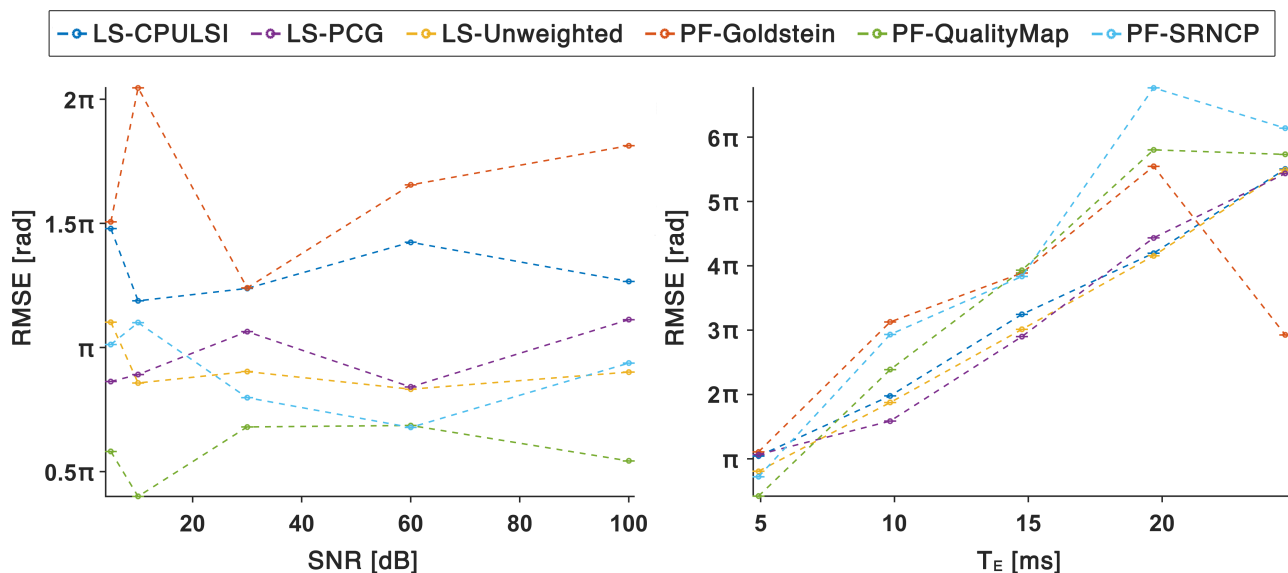 LS-CPULSI LS-PCG LS-Unweighted PF-Goldstein PF-QualityMap PF-SRNCP
2π
1.5π
π
0.5π
RMSE [rad]
20 40 60 80 100
SNR [dB]
6π
5π
4π
3π
2π
π
RMSE [rad]
5 10 15 20
T_E [ms]